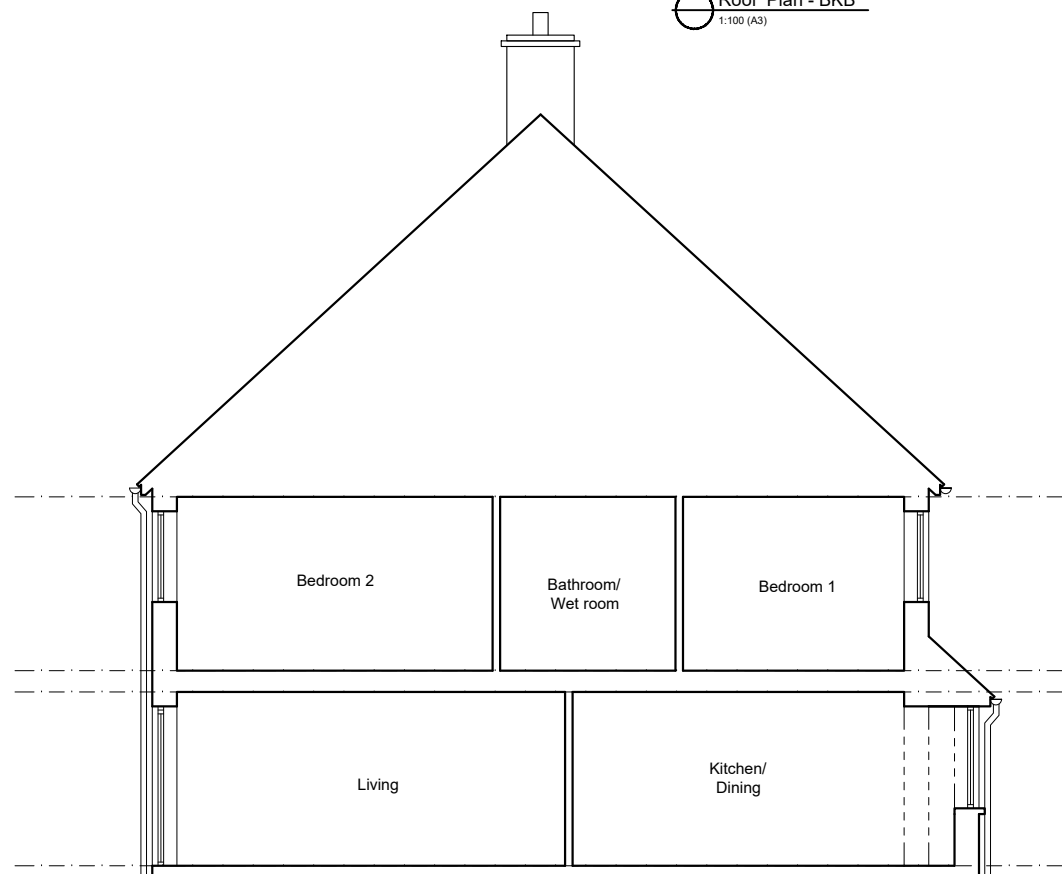 Roof Plan - BKB
1:100 (A3)
Bedroom 2
Bathroom/
Wet room
Bedroom 1
Living
Kitchen/
Dining